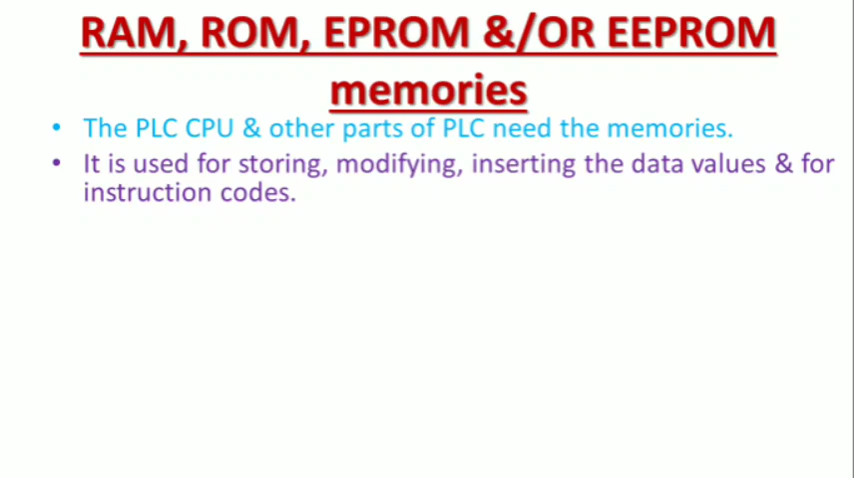 RAM, ROM, EPROM &/OR EEPROM
memories
• The PLC CPU & other parts of PLC need the memories.
• It is used for storing, modifying, inserting the data values & for
instruction codes.